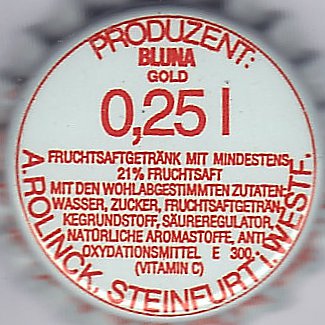 PRODUZENT:
BLUNA
GOLD
0,25 l
FRUCHTSAFTGETRÄNK MIT MINDESTENS
21% FRUCHTSAFT
MIT DEN WOHLABGESTIMMTEN ZUTATEN:
WASSER, ZUCKER, FRUCHTSAFTGETRÄN-
KEGRUNDSTOFF, SÄUREREGULATOR,
NATÜRLICHE AROMASTOFFE, ANTI-
OXYDATIONSMITTEL E 300
(VITAMIN C)
A. ROLINCK, STEINFURT i. WESTF.